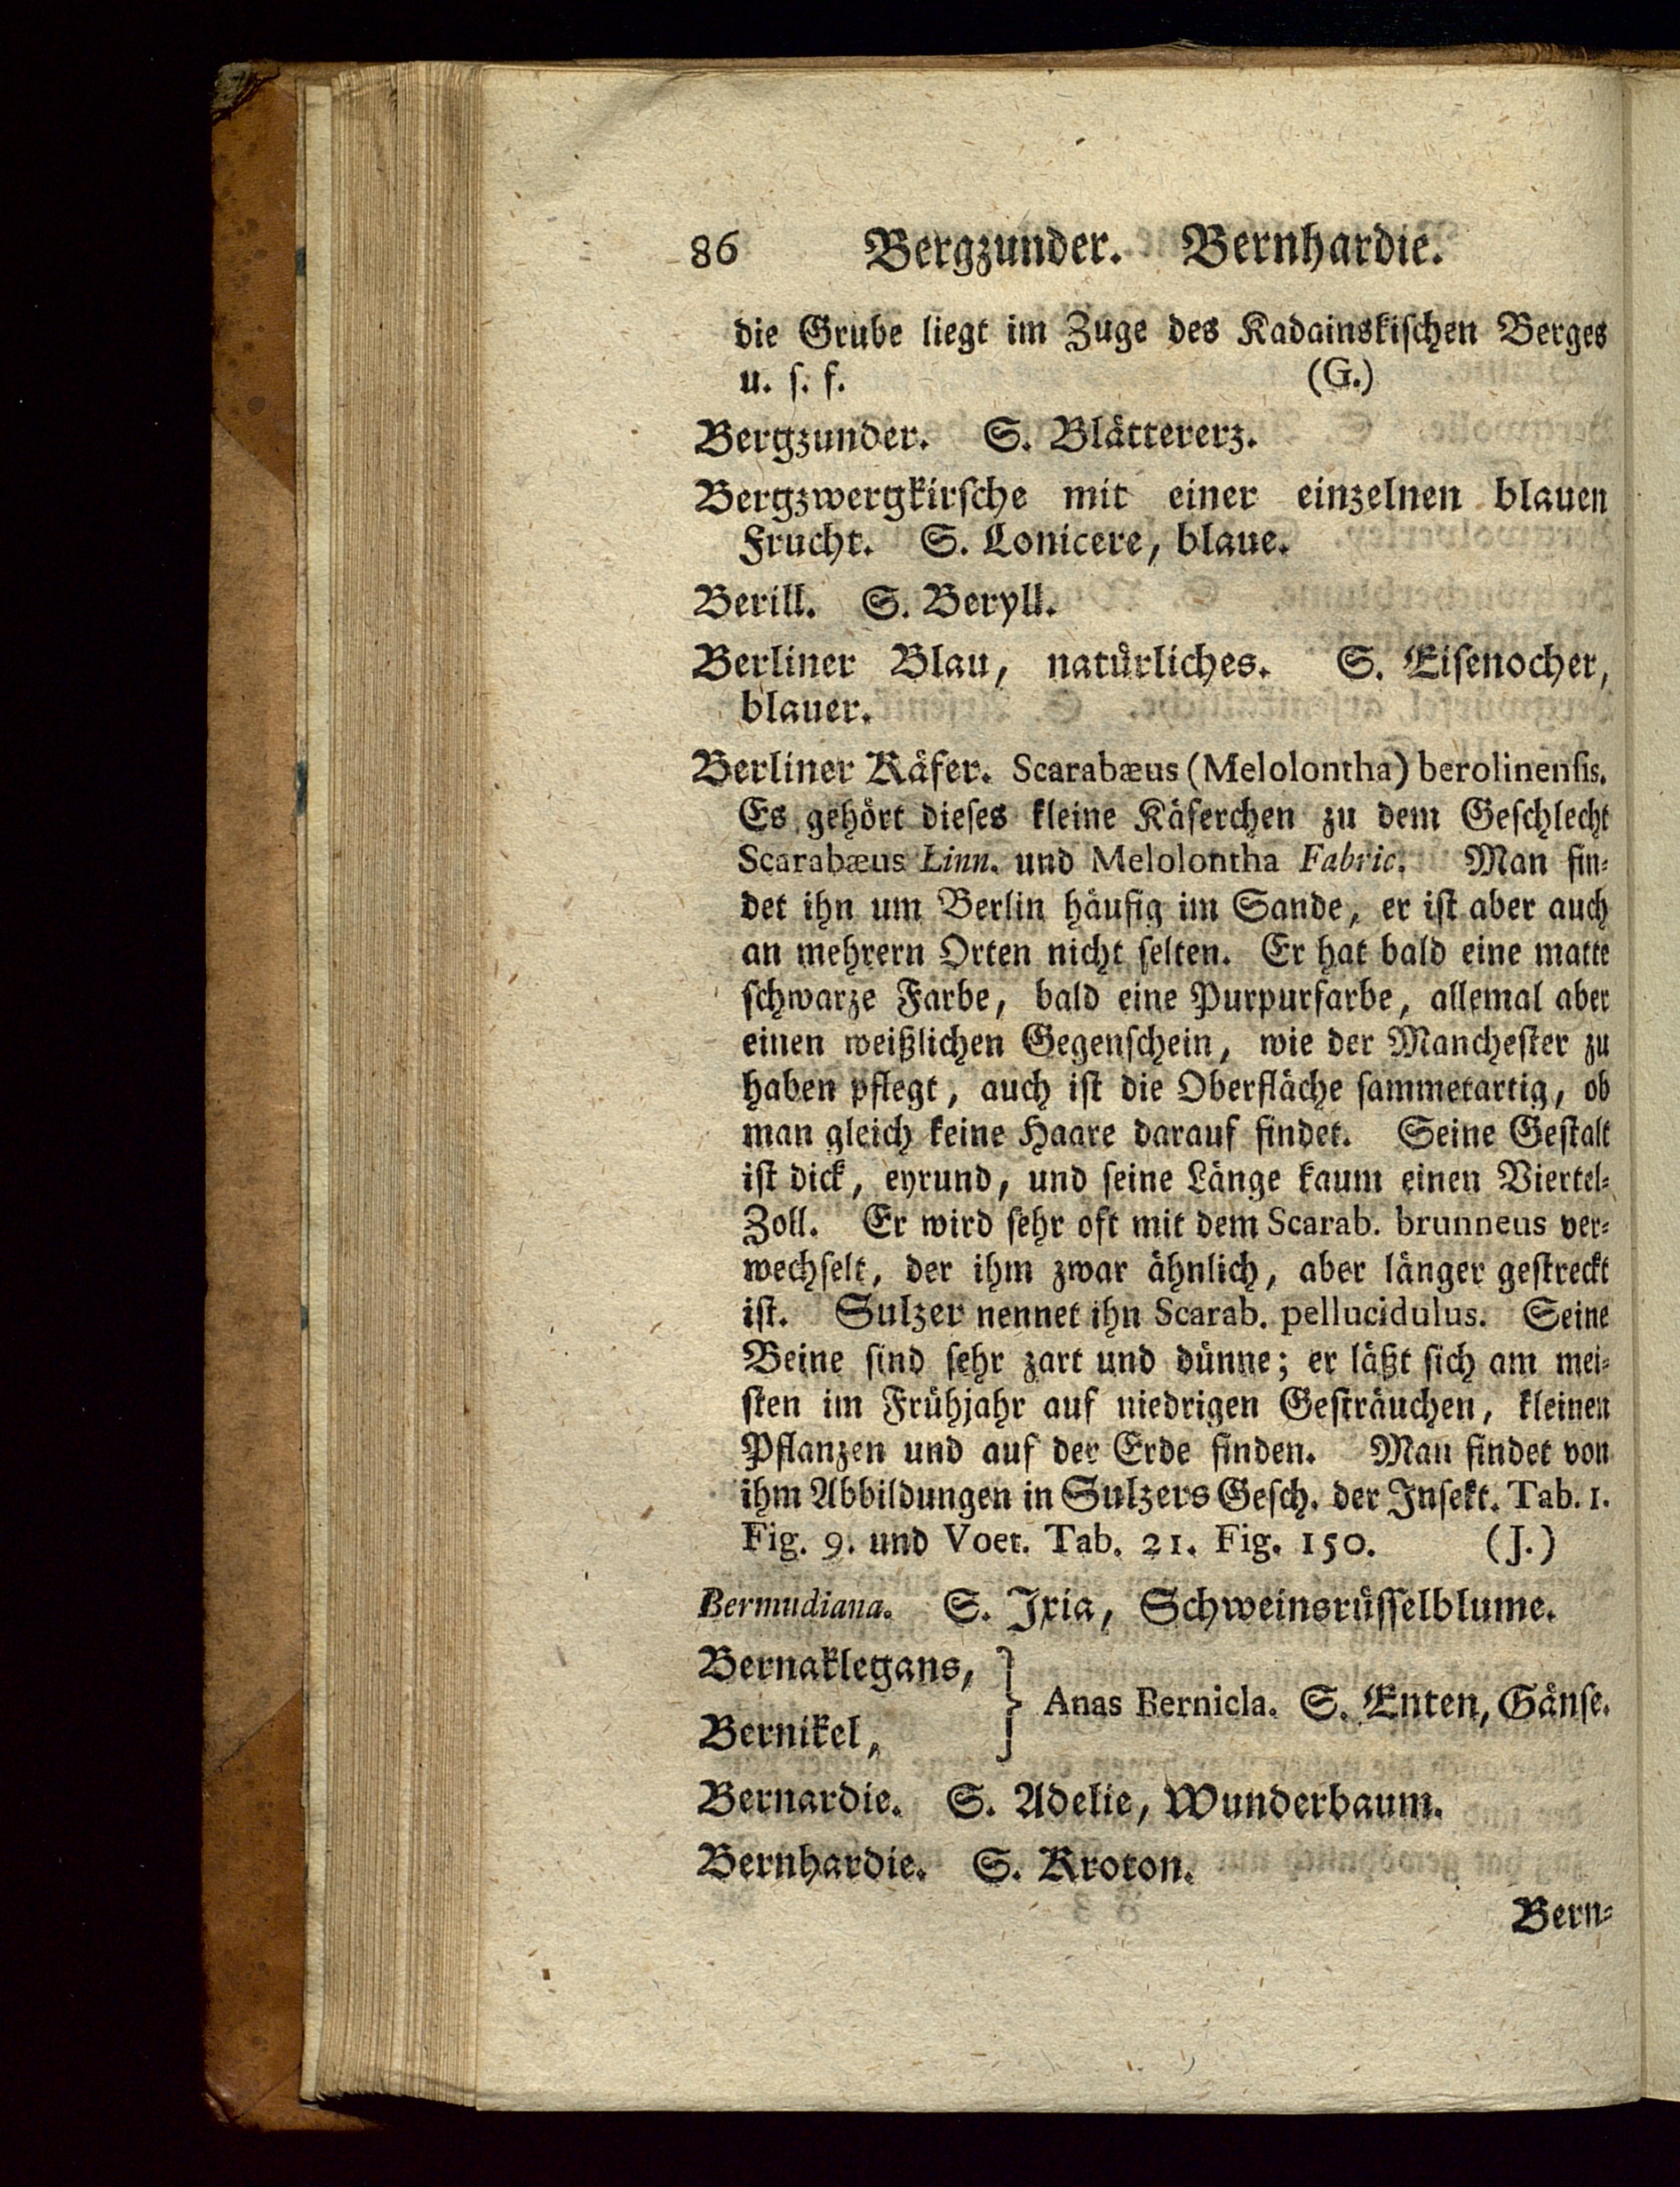 86 Bergzunder. Bernhardie.
die Grube liegt im Zuge des Kadainskiſchen Berges
u. ſ. f. (G.)
Bergzunder. S. Blättererz.
Bergzwergkirſche mit einer einzelnen blauen
Frucht. S. Lonicere, blaue.
Berill. S. Beryll.
Berliner Blau, natürliches. S. Eiſenocher,
blauer.
Berliner Käfer. Scarabæus (Melolontha) berolinenſis.
Es gehört dieſes kleine Käferchen zu dem Geſchlecht
Scarabæus Linn. und Melolontha Fabric. Man fin-
det ihn um Berlin häufig im Sande, er iſt aber auch
an mehrern Orten nicht ſelten. Er hat bald eine matte
ſchwarze Farbe, bald eine Purpurfarbe, allemal aber
einen weißlichen Gegenſchein, wie der Mancheſter zu
haben pflegt, auch iſt die Oberfläche ſammetartig, ob
man gleich keine Haare darauf findet. Seine Geſtalt
iſt dick, eyrund, und ſeine Länge kaum einen Viertel-
Zoll. Er wird ſehr oft mit dem Scarab. brunneus ver-
wechſelt, der ihm zwar ähnlich, aber länger geſtreckt
iſt. Sulzer nennet ihn Scarab. pellucidulus. Seine
Beine ſind ſehr zart und dünne; er läßt ſich am mei-
ſten im Frühjahr auf niedrigen Geſträuchen, kleinen
Pflanzen und auf der Erde finden. Man findet von
ihm Abbildungen in Sulzers Geſch. der Inſekt. Tab. 1.
Fig. 9. und Voet. Tab. 21. Fig. 150. (J.)
Bermudiana. S. Ixia, Schweinsrüſſelblume.
Bernaklegans,
Bernikel, } Anas Bernicla. S. Enten, Gänſe.
Bernardie. S. Adelie, Wunderbaum.
Bernhardie. S. Kroton.
Bern-